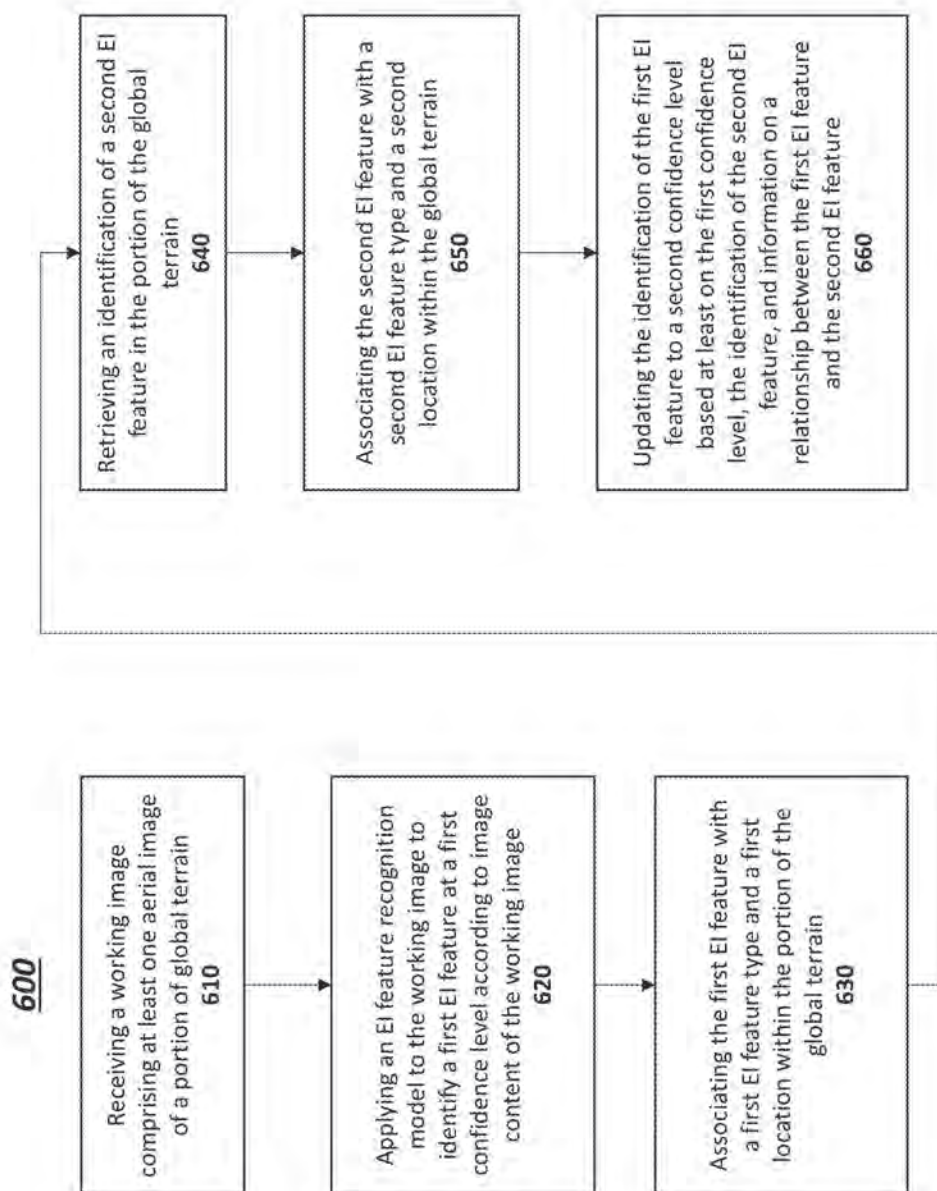 600
Receiving a working image
comprising at least one aerial image
of a portion of global terrain
610
Applying an EI feature recognition
model to the working image to
identify a first EI feature at a first
confidence level according to image
content of the working image
620
Associating the first EI feature with
a first EI feature type and a first
location within the portion of the
global terrain
630
Retrieving an identification of a second EI
feature in the portion of the global
terrain
640
Associating the second EI feature with a
second EI feature type and a second
location within the global terrain
650
Updating the identification of the first EI
feature to a second confidence level
based at least on the first confidence
level, the identification of the second EI
feature, and information on a
relationship between the first EI feature
and the second EI feature
660